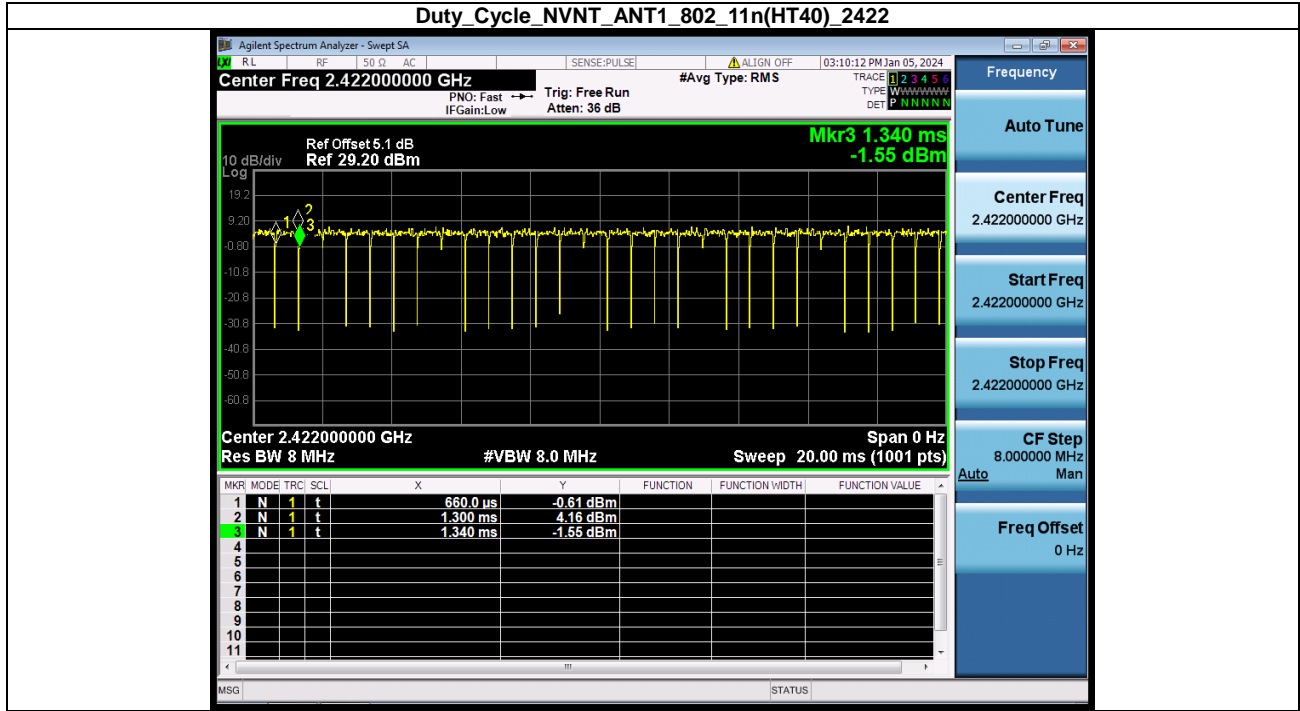 Duty_Cycle_NVNT_ANT1_802_11n(HT40)_2422
Agilent Spectrum Analyzer - Swept SA
RL RF 50 Ω AC SENSE:PULSE ALIGN OFF 03:10:12 PM Jan 05, 2024
Center Freq 2.422000000 GHz #Avg Type: RMS TRACE 1 2 3 4 5 6
PNO: Fast Trig: Free Run TYPE WWWWWW
IFGain:Low Atten: 36 dB DET P N N N N N
Mkr3 1.340 ms
-1.55 dBm
Ref Offset 5.1 dB
10 dB/div Ref 29.20 dBm
Log
19.2
9.20
-0.80
-10.8
-20.8
-30.8
-40.8
-50.8
-60.8
1 2
3
Center 2.422000000 GHz Span 0 Hz
Res BW 8 MHz #VBW 8.0 MHz Sweep 20.00 ms (1001 pts)
MKR MODE TRC SCL X Y FUNCTION FUNCTION WIDTH FUNCTION VALUE
1 N 1 t 660.0 µs -0.61 dBm
2 N 1 t 1.300 ms 4.16 dBm
3 N 1 t 1.340 ms -1.55 dBm
4
5
6
7
8
9
10
11
MSG STATUS
Frequency
Auto Tune
Center Freq
2.422000000 GHz
Start Freq
2.422000000 GHz
Stop Freq
2.422000000 GHz
CF Step
8.000000 MHz
Auto Man
Freq Offset
0 Hz